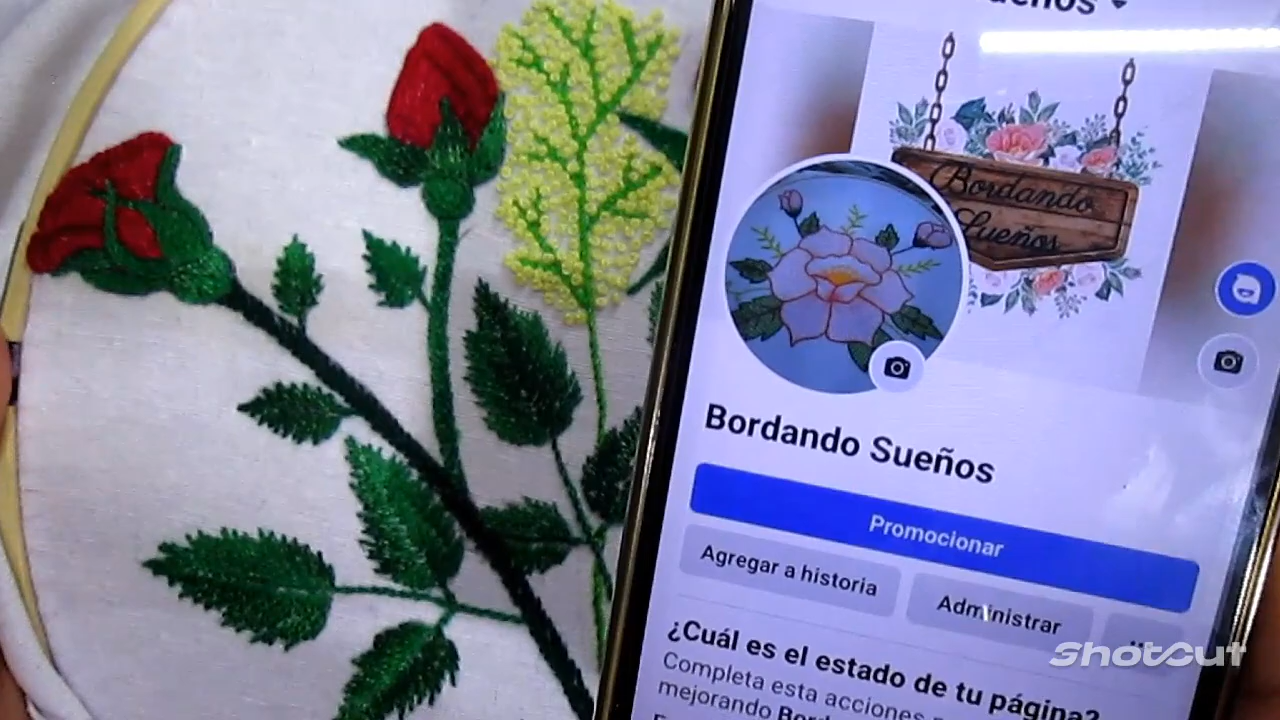 Bordando
Sueños
Bordando Sueños
Promocionar
Agregar a historia
Administrar
¿Cuál es el estado de tu página?
Completa esta acciones
mejorando
Shotcut